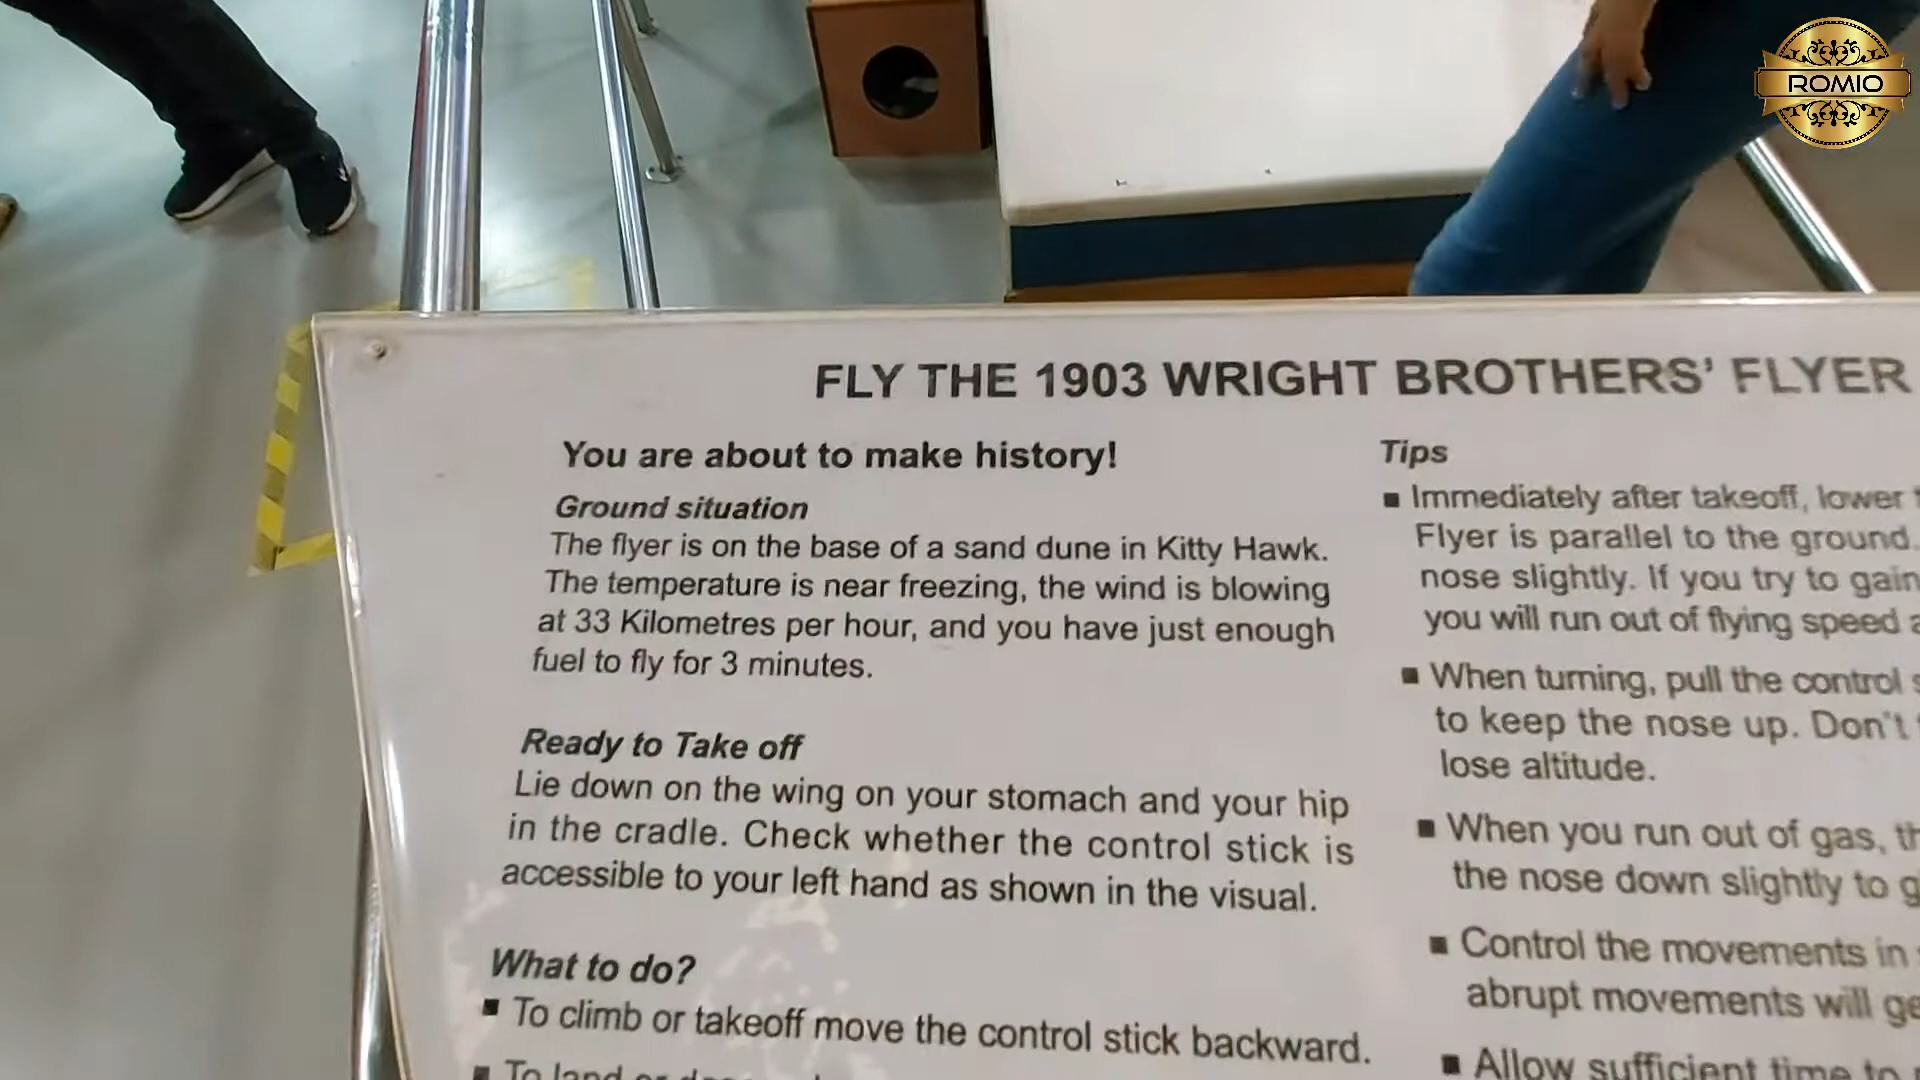 ROMIO
FLY THE 1903 WRIGHT BROTHERS' FLYER
You are about to make history!
Ground situation
The flyer is on the base of a sand dune in Kitty Hawk.
The temperature is near freezing, the wind is blowing
at 33 Kilometres per hour, and you have just enough
fuel to fly for 3 minutes.
Ready to Take off
Lie down on the wing on your stomach and your hip
in the cradle. Check whether the control stick is
accessible to your left hand as shown in the visual.
What to do?
■ To climb or takeoff move the control stick backward.
■ To land or
Tips
■ Immediately after takeoff, lower
Flyer is parallel to the ground.
nose slightly. If you try to gain
you will run out of flying speed
■ When turning, pull the control
to keep the nose up. Don't
lose altitude.
■ When you run out of gas,
the nose down slightly to
■ Control the movements in
abrupt movements will
■ Allow sufficient time to